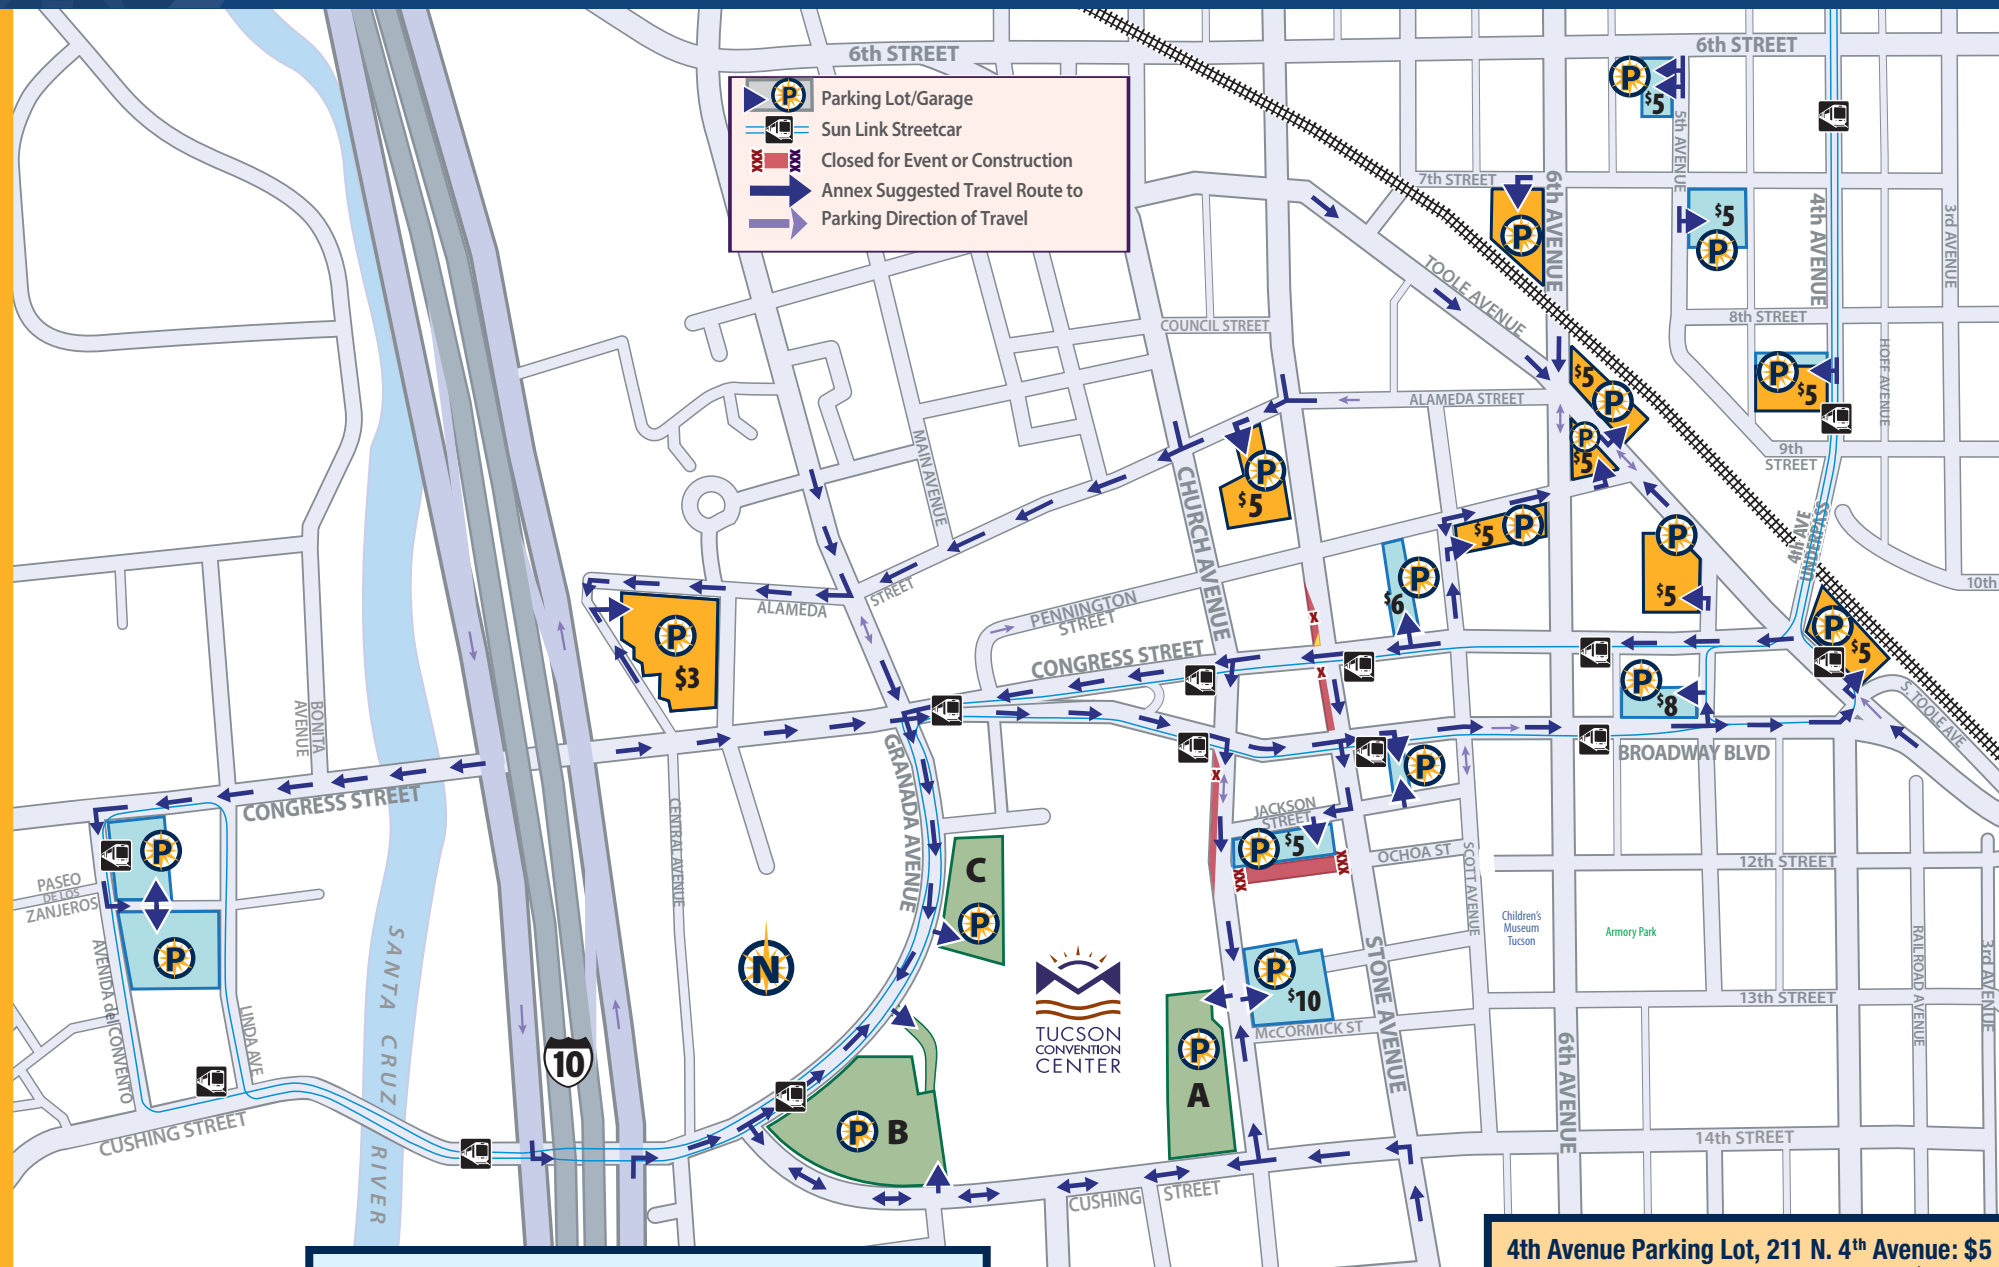 6th STREET
6th STREET
P
Parking Lot/Garage
Sun Link Streetcar
XXX XXX
Closed for Event or Construction
Annex Suggested Travel Route to
Parking Direction of Travel
P
$5
5th AVENUE
7th STREET
6th AVENUE
P
$5
P
4th AVENUE
3rd AVENUE
TOOLE AVENUE
COUNCIL STREET
8th STREET
HOFF AVENUE
$5
P
P
$5
ALAMEDA STREET
P
$5
9th
STREET
MAIN AVENUE
CHURCH AVENUE
P
$5
$5
P
P
$5
4th AVE
UNDERPASS
10th
P
$6
ALAMEDA
STREET
PENNINGTON
STREET
X
P
$3
CONGRESS STREET
X
P
$5
P
$8
S. TOOLE AVE
BONITA
AVENUE
GRANADA AVENUE
BROADWAY BLVD
P
X
CONGRESS STREET
CENTRAL AVENUE
JACKSON
STREET
P
$5
XXX
XXX
OCHOA ST
SCOTT AVENUE
12th STREET
P
PASEO
DE LOS
ZANJEROS
C
P
Children's
Museum
Tucson
Armory Park
P
AVENIDA del CONVENTO
LINDA AVE
SANTA CRUZ RIVER
N
TUCSON
CONVENTION
CENTER
P
$10
STONE AVENUE
13th STREET
RAILROAD AVENUE
3rd AVENUE
McCORMICK ST
P
A
10
6th AVENUE
P
B
CUSHING STREET
14th STREET
CUSHING STREET
4th Avenue Parking Lot, 211 N. 4th Avenue: $5